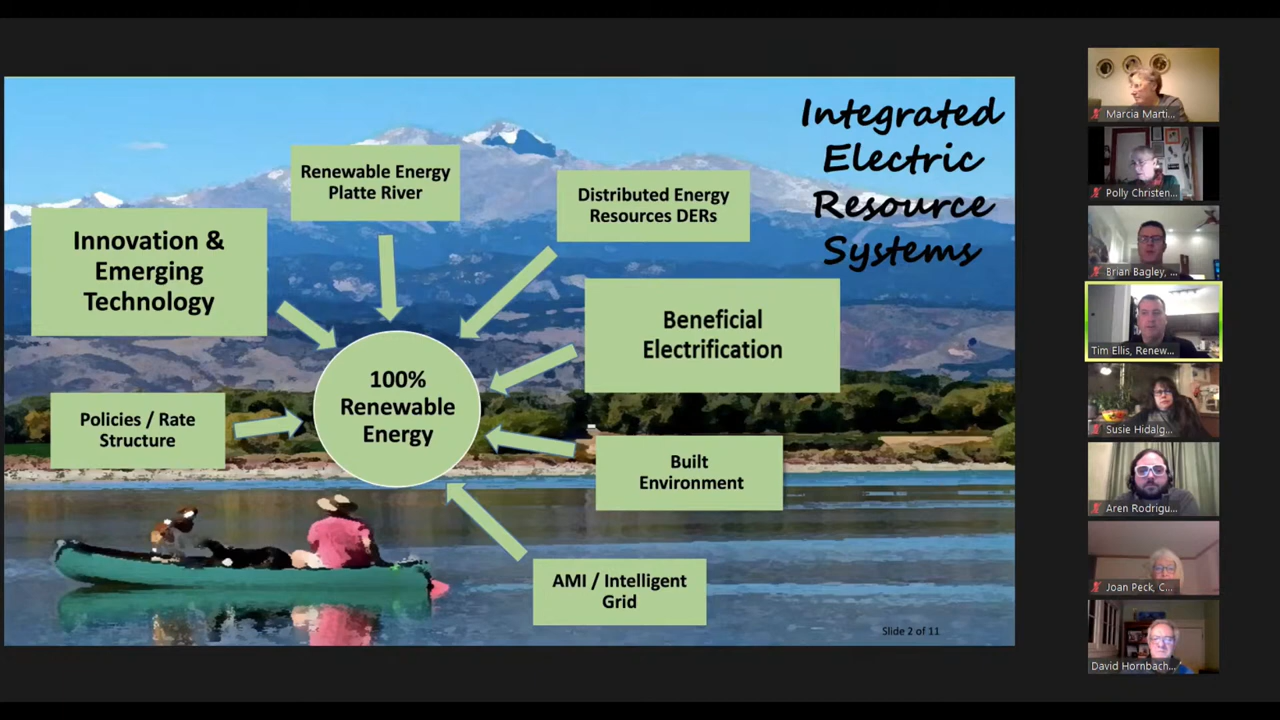 Integrated
Electric
Resource
Systems
Renewable Energy
Platte River
Distributed Energy
Resources DERs
Innovation &
Emerging
Technology
Beneficial
Electrification
100%
Renewable
Energy
Policies / Rate
Structure
Built
Environment
AMI / Intelligent
Grid
Slide 2 of 11
Marcia Marti...
Polly Christen...
Brian Bagley, ...
Tim Ellis, Renew...
Susie Hidalg...
Aren Rodrigu...
Joan Peck, C...
David Hornbach...